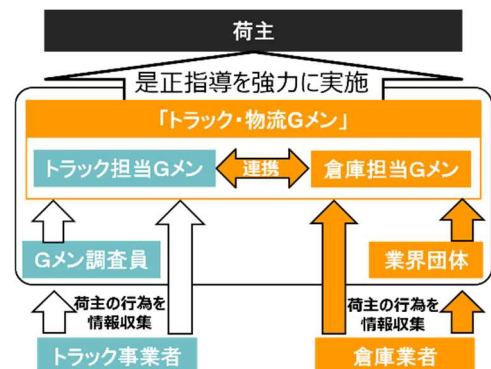 荷主
是正指導を強力に実施
「トラック・物流Gメン」
トラック担当Gメン
連携
倉庫担当Gメン
Gメン調査員
業界団体
荷主の行為を
情報収集
荷主の行為を
情報収集
トラック事業者
倉庫業者